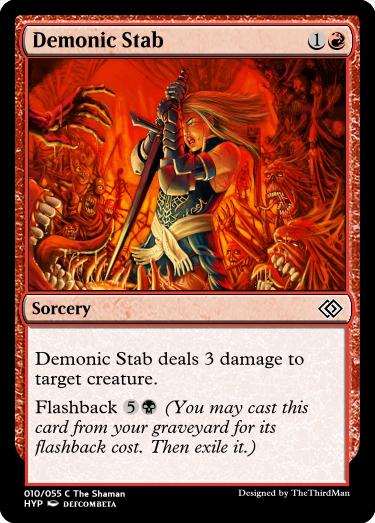 Demonic Stab 1
Sorcery
Demonic Stab deals 3 damage to
target creature.
Flashback 5 (You may cast this
card from your graveyard for its
flashback cost. Then exile it.)
010/055 C The Shaman
Designed by TheThirdMan
HYP DEFCOMBETA